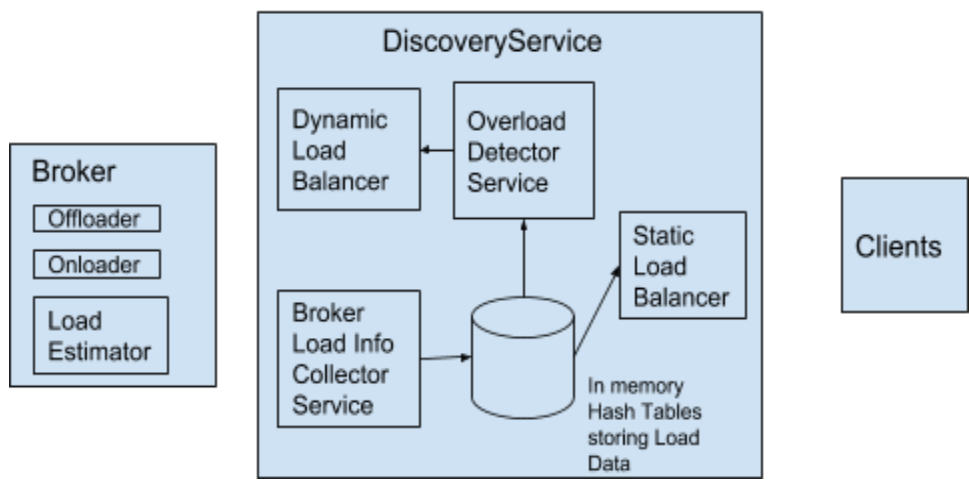 DiscoveryService
Broker
Offloader
Onloader
Load
Estimator
Dynamic
Load
Balancer
Overload
Detector
Service
Broker
Load Info
Collector
Service
Static
Load
Balancer
In memory
Hash Tables
storing Load
Data
Clients